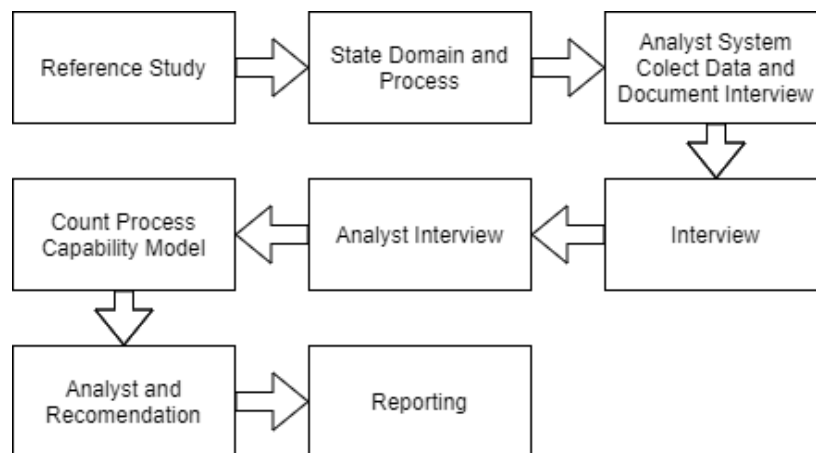 Reference Study
State Domain and
Process
Analyst System
Colect Data and
Document Interview
Interview
Analyst Interview
Count Process
Capability Model
Analyst and
Recomendation
Reporting